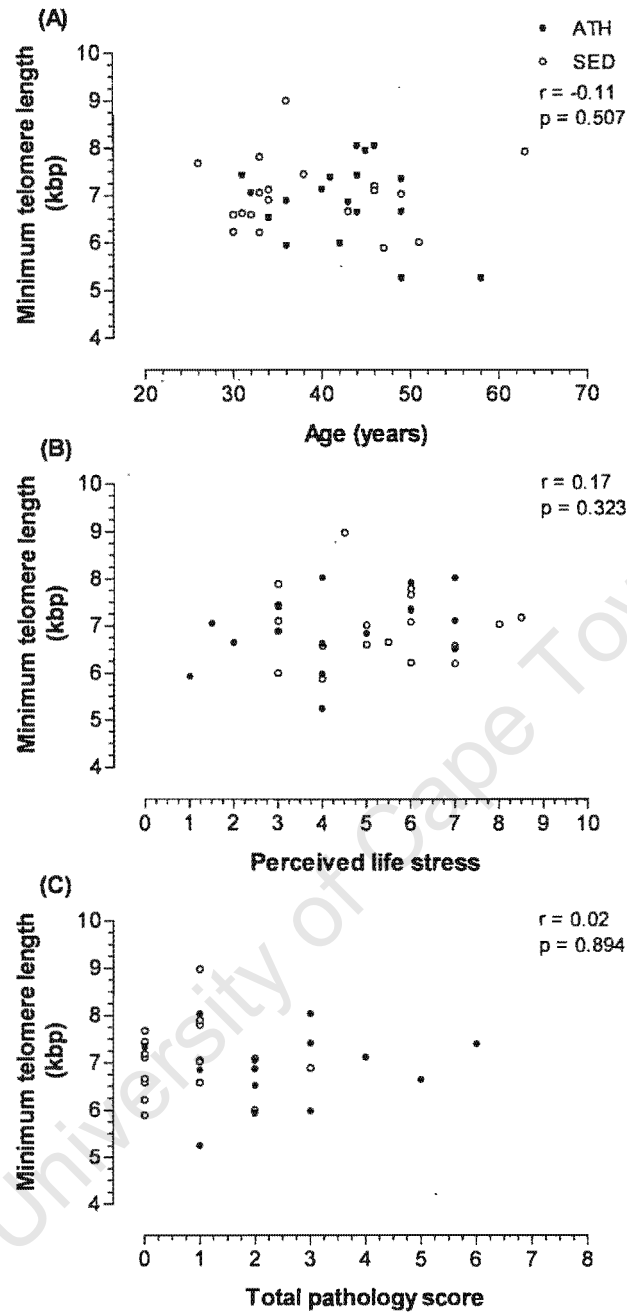 (A)
ATH
SED
r = -0.11
p = 0.507
10
9
8
7
6
5
4
Minimum telomere length
(kbp)
20 30 40 50 60 70
Age (years)
(B)
r = 0.17
p = 0.323
10
9
8
7
6
5
4
Minimum telomere length
(kbp)
0 1 2 3 4 5 6 7 8 9 10
Perceived life stress
(C)
r = 0.02
p = 0.894
10
9
8
7
6
5
4
Minimum telomere length
(kbp)
0 1 2 3 4 5 6 7 8
Total pathology score
University of Cape Tow